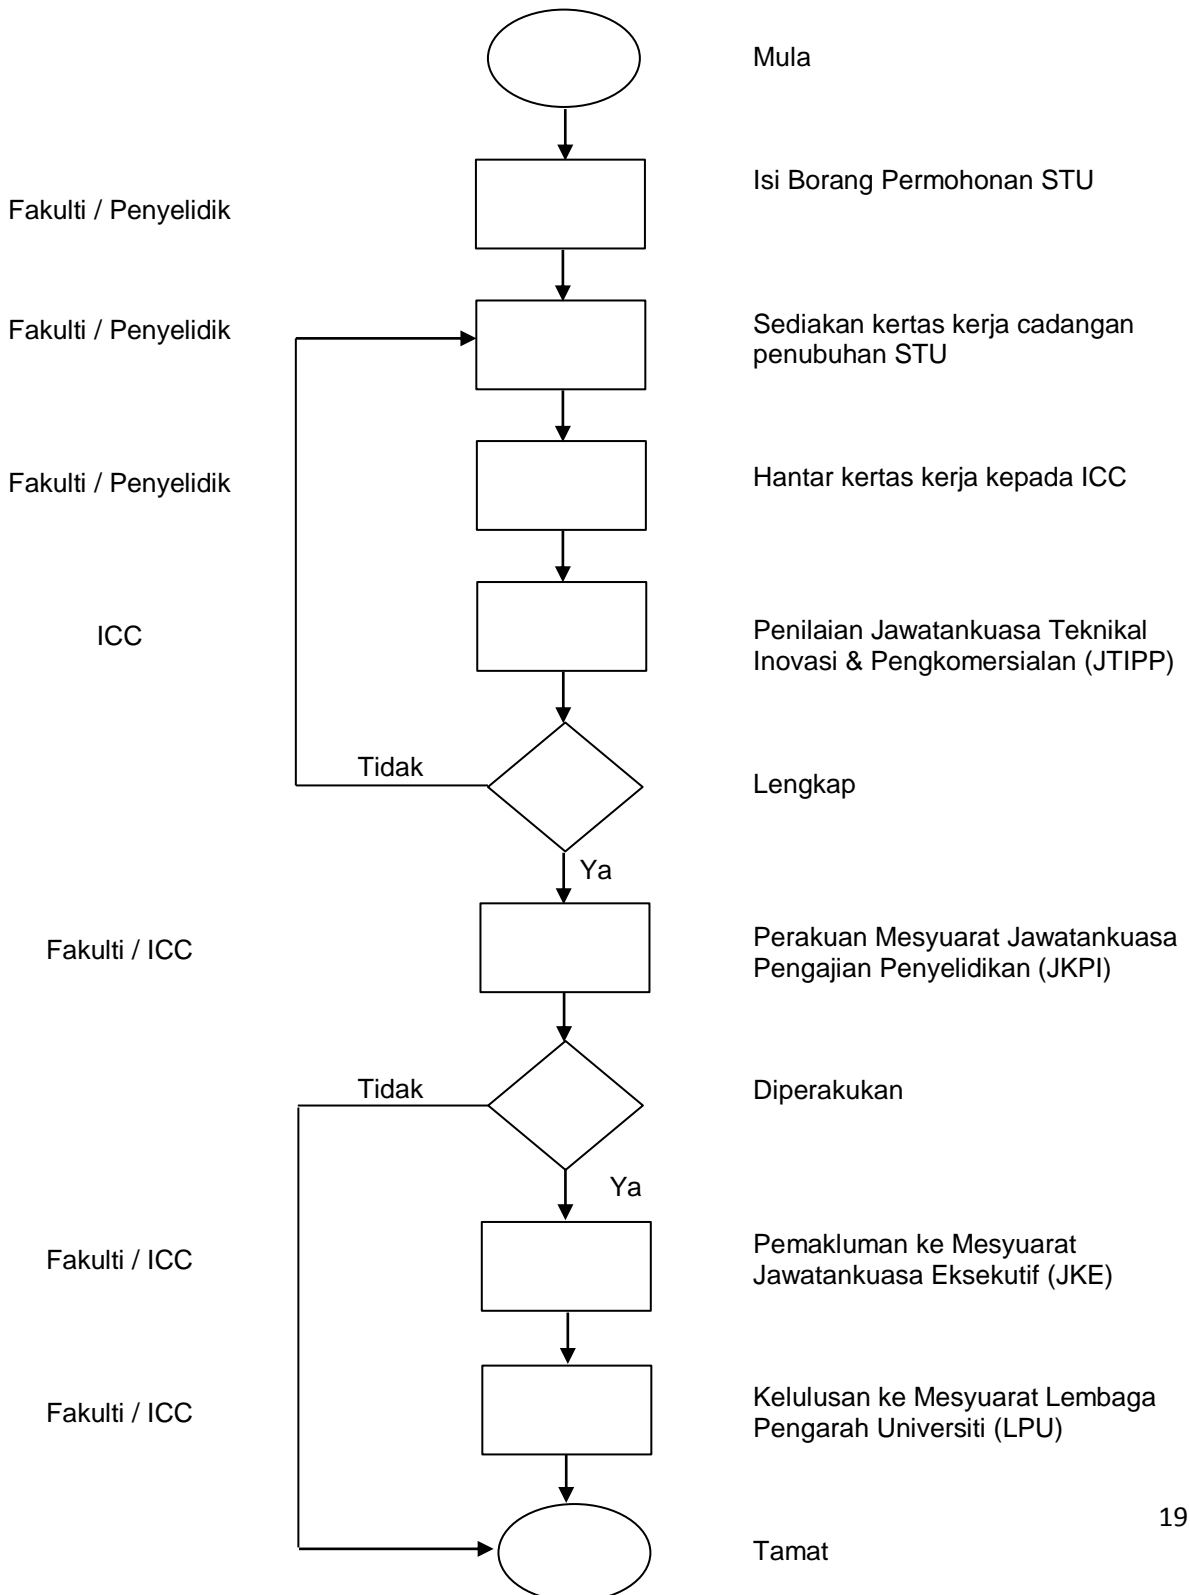 Mula
Isi Borang Permohonan STU
Fakulti / Penyelidik
Fakulti / Penyelidik
Sediakan kertas kerja cadangan
penubuhan STU
Fakulti / Penyelidik
Hantar kertas kerja kepada ICC
ICC
Penilaian Jawatankuasa Teknikal
Inovasi & Pengkomersialan (JTIPP)
Tidak
Lengkap
Ya
Fakulti / ICC
Perakuan Mesyuarat Jawatankuasa
Pengajian Penyelidikan (JKPI)
Tidak
Diperakukan
Ya
Fakulti / ICC
Pemakluman ke Mesyuarat
Jawatankuasa Eksekutif (JKE)
Fakulti / ICC
Kelulusan ke Mesyuarat Lembaga
Pengarah Universiti (LPU)
19
Tamat